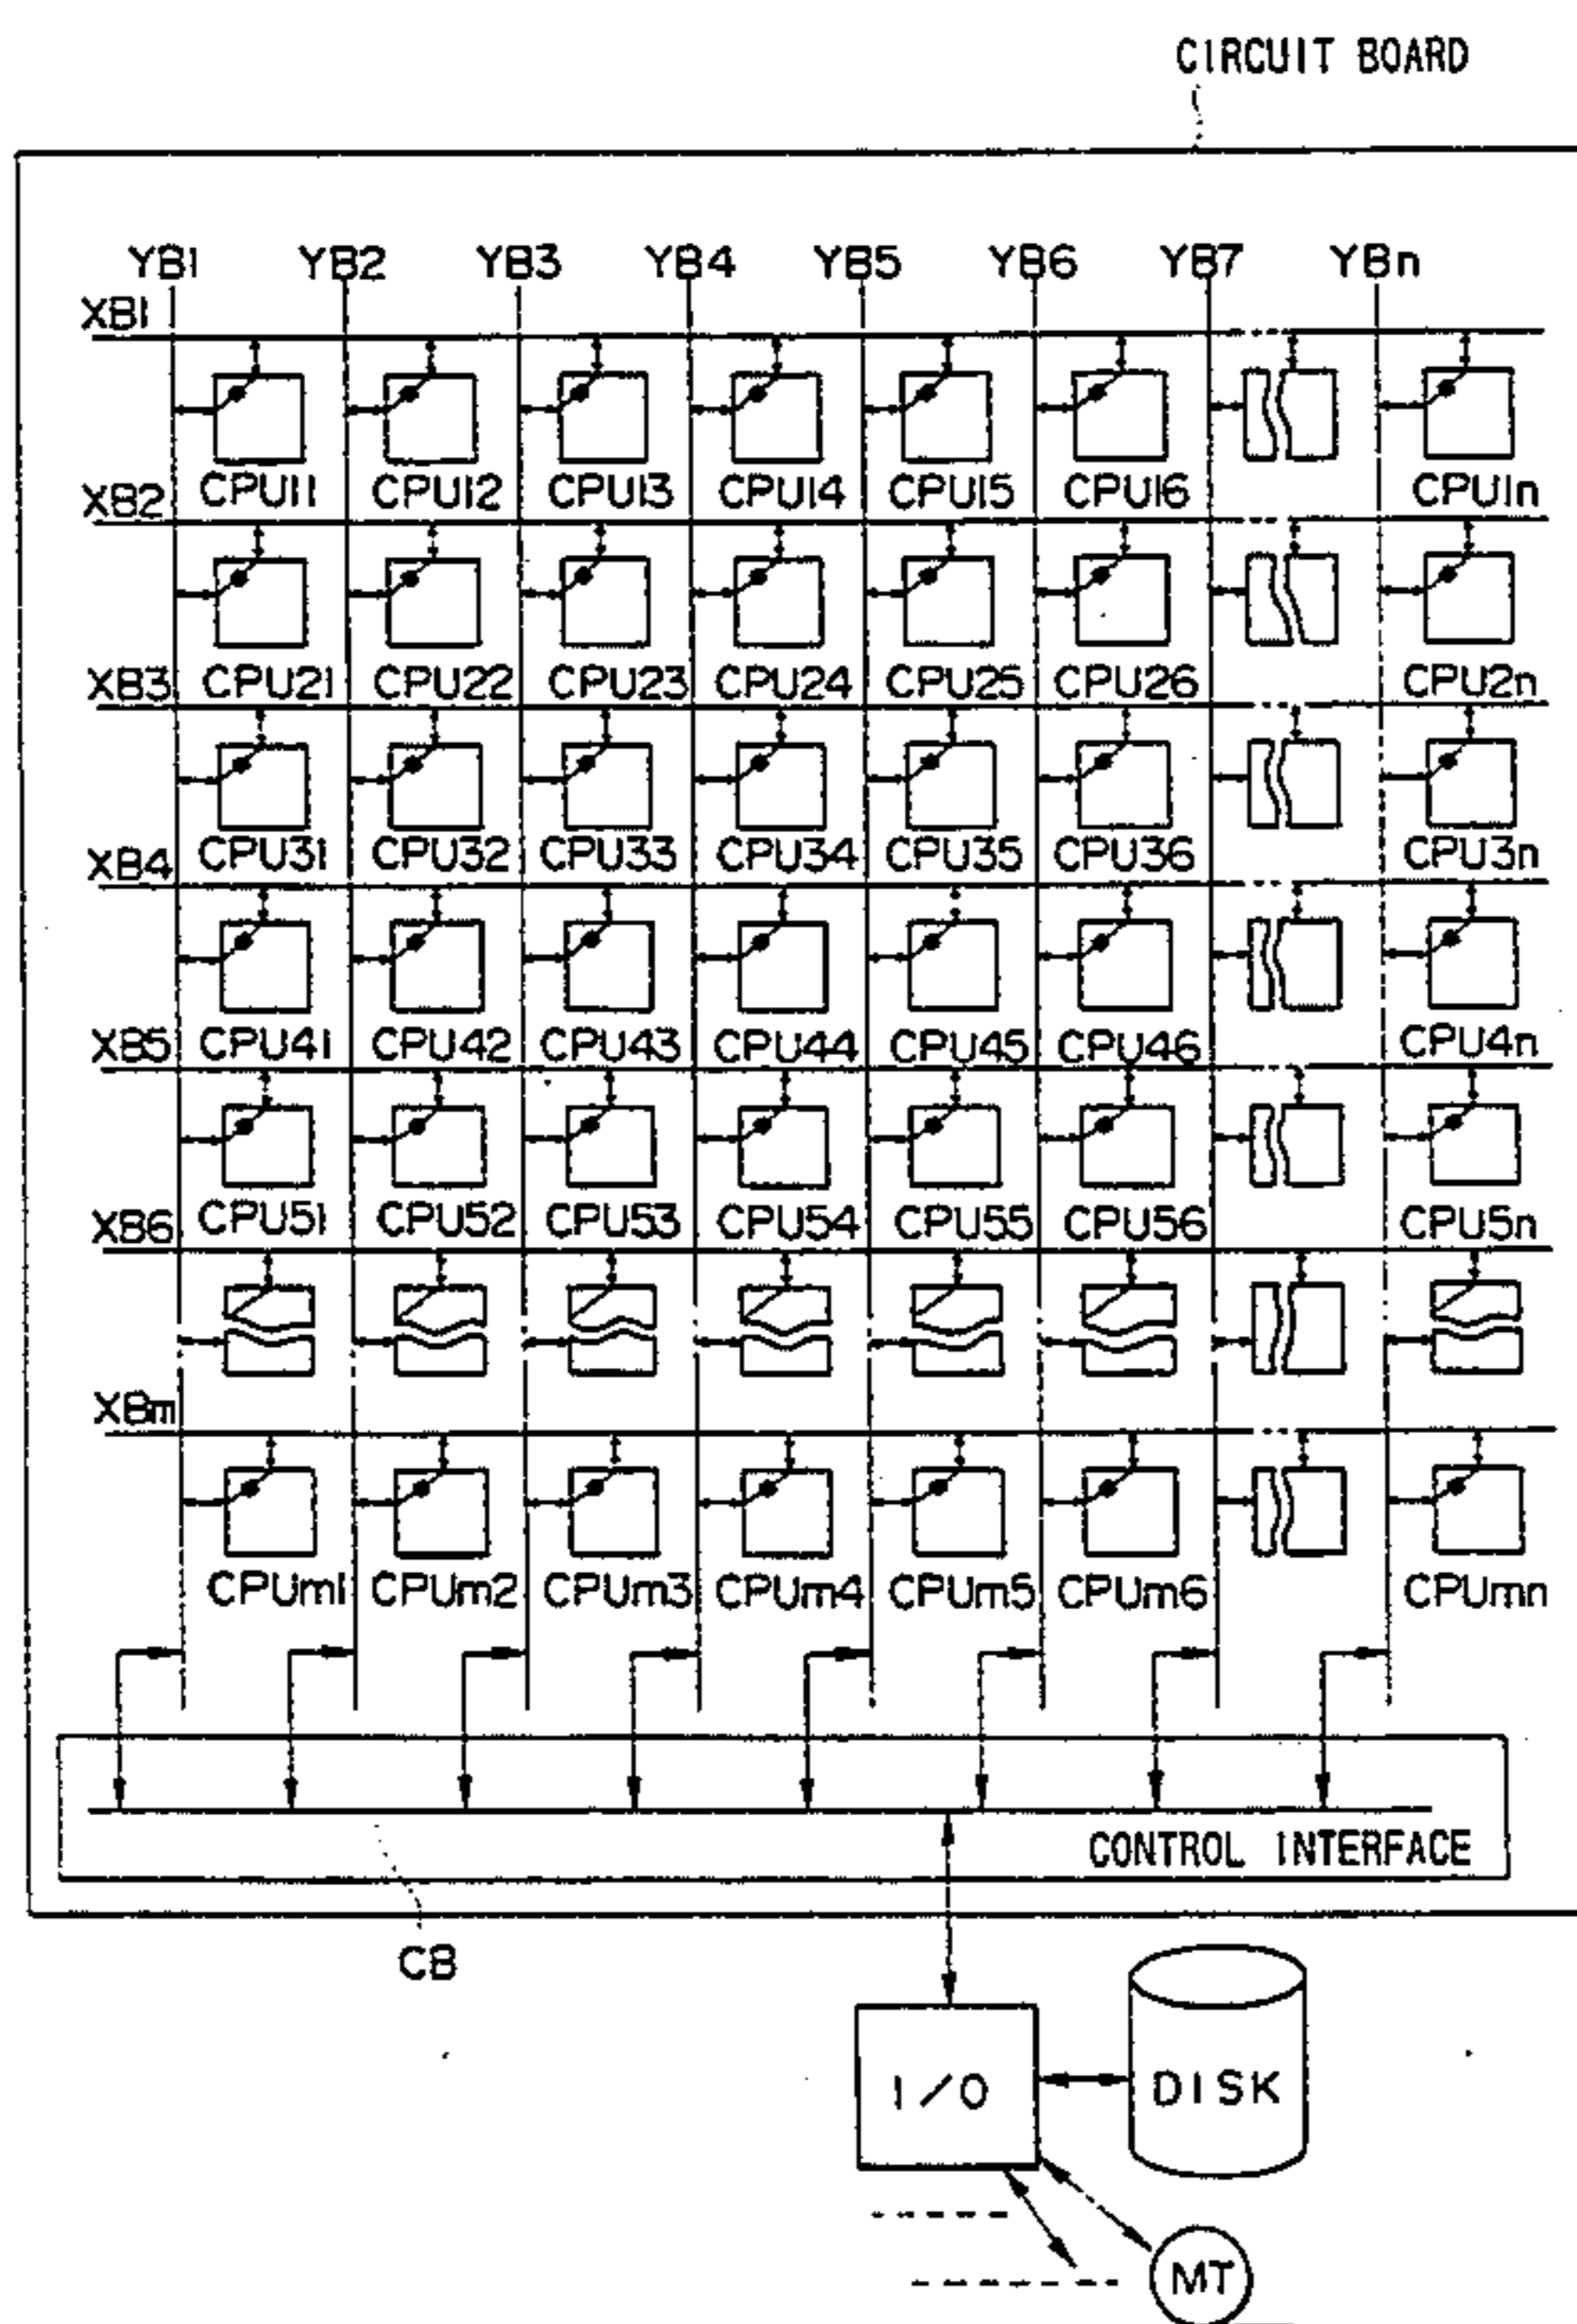 CIRCUIT BOARD
YB1 YB2 YB3 YB4 YB5 YB6 YB7 YBn
XB1
CPU11 CPU12 CPU13 CPU14 CPU15 CPU16 CPU1n
XB2
CPU21 CPU22 CPU23 CPU24 CPU25 CPU26 CPU2n
XB3
CPU31 CPU32 CPU33 CPU34 CPU35 CPU36 CPU3n
XB4
CPU41 CPU42 CPU43 CPU44 CPU45 CPU46 CPU4n
XB5
CPU51 CPU52 CPU53 CPU54 CPU55 CPU56 CPU5n
XB6
XBm
CPUm1 CPUm2 CPUm3 CPUm4 CPUm5 CPUm6 CPUmn
CONTROL INTERFACE
CB
I/O
DISK
MT